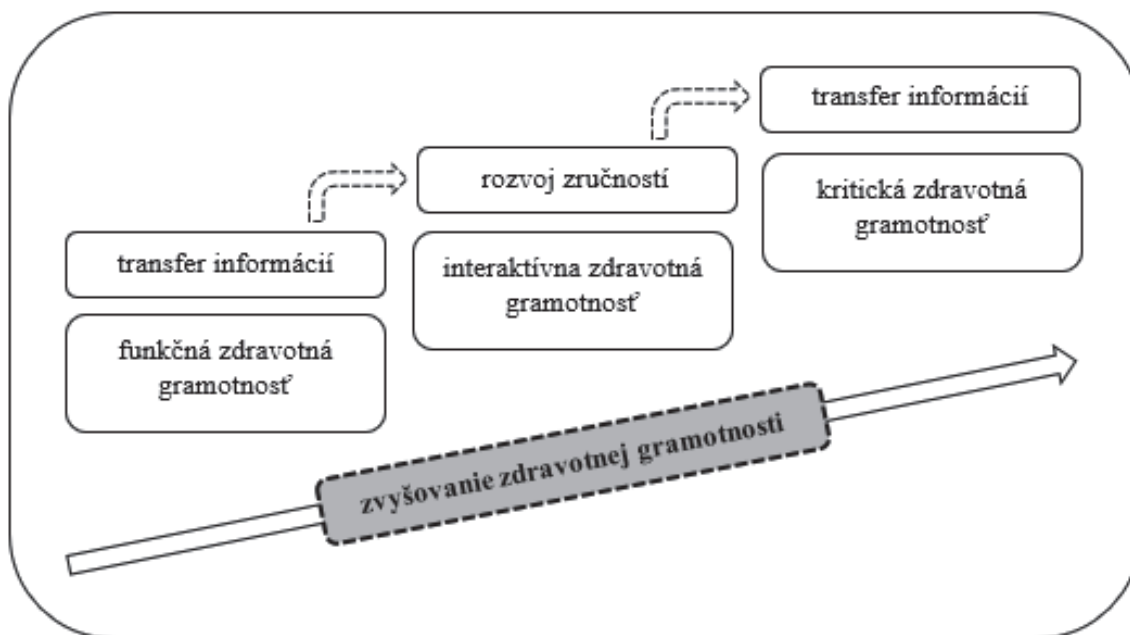 transfer informácií
rozvoj zručností
transfer informácií
kritická zdravotná
gramotnosť
interaktívna zdravotná
gramotnosť
funkčná zdravotná
gramotnosť
zvyšovanie zdravotnej gramotnosti